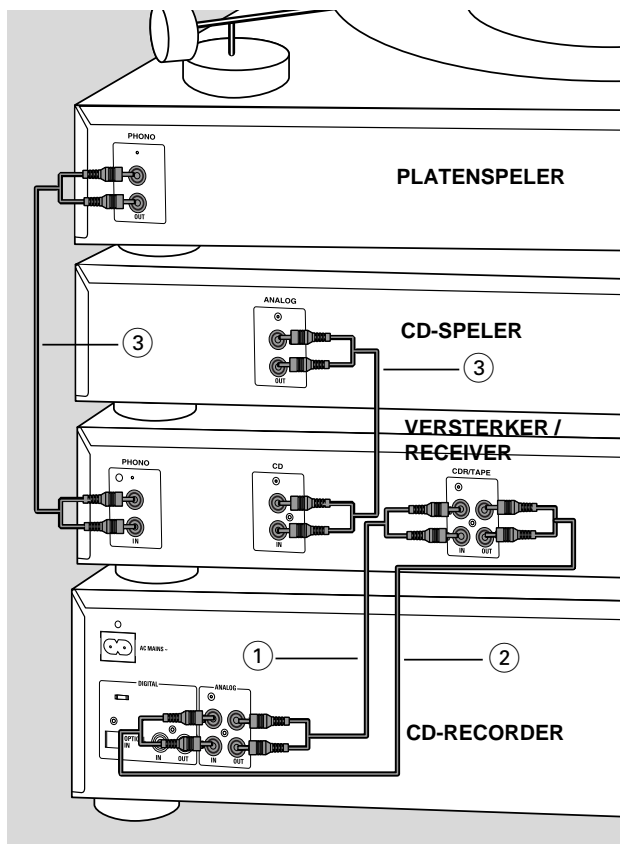 PHONO
PLATENSPELER
OUT
ANALOG
CD-SPELER
3
OUT
3
VERSTERKER /
RECEIVER
PHONO
CD
CDR/TAPE
IN
IN
IN OUT
AC MAINS ~
1
2
DIGITAL
ANALOG
CD-RECORDER
IN
IN OUT
IN OUT